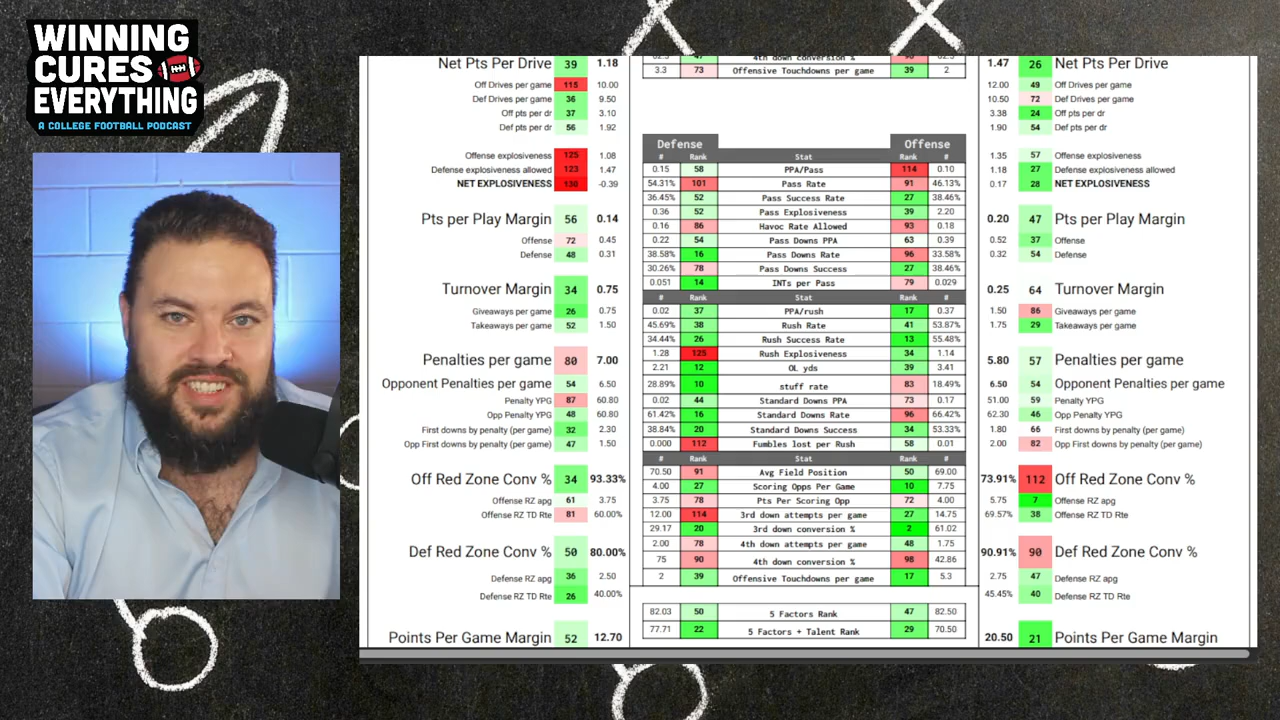 WINNING
CURES
EVERYTHING
A COLLEGE FOOTBALL PODCAST
Net Pts Per Drive 39 1.18
Off Drives per game 115 10.00
Def Drives per game 36 9.50
Off pts per dr 37 3.10
Def pts per dr 56 1.92
Offense explosiveness 125 1.08
Defense explosiveness allowed 123 1.47
NET EXPLOSIVENESS 130 -0.39
Pts per Play Margin 56 0.14
Offense 72 0.45
Defense 48 0.31
Turnover Margin 34 0.75
Giveaways per game 26 0.75
Takeaways per game 52 1.50
Penalties per game 80 7.00
Opponent Penalties per game 54 6.50
Penalty YPG 87 60.80
Opp Penalty YPG 48 60.80
First downs by penalty (per game) 32 2.30
Opp First downs by penalty (per game) 47 1.50
Off Red Zone Conv % 34 93.33%
Offense RZ apg 61 3.75
Offense RZ TD Rte 81 60.00%
Def Red Zone Conv % 50 80.00%
Defense RZ apg 36 2.50
Defense RZ TD Rte 26 40.00%
Points Per Game Margin 52 12.70
4th down conversion %
3.3 73 Offensive Touchdowns per game 39 2
Defense Offense
# Rank Stat Rank #
0.15 58 PPA/Pass 114 0.10
54.31% 101 Pass Rate 91 46.13%
36.45% 52 Pass Success Rate 27 38.46%
0.36 52 Pass Explosiveness 39 2.20
0.16 86 Havoc Rate Allowed 93 0.18
0.22 54 Pass Downs PPA 63 0.39
38.58% 16 Pass Downs Rate 96 33.58%
30.26% 78 Pass Downs Success 27 38.46%
0.051 14 INTs per Pass 79 0.029
# Rank Stat Rank #
0.02 37 PPA/rush 17 0.37
45.69% 38 Rush Rate 41 53.87%
34.44% 26 Rush Success Rate 13 55.48%
1.28 125 Rush Explosiveness 34 1.14
2.21 12 OL yds 39 3.41
28.89% 10 stuff rate 83 18.49%
0.02 44 Standard Downs PPA 73 0.17
61.42% 16 Standard Downs Rate 96 66.42%
38.84% 20 Standard Downs Success 34 53.33%
0.000 112 Fumbles lost per Rush 58 0.01
# Rank Stat Rank #
70.50 91 Avg Field Position 50 69.00
4.00 27 Scoring Opps Per Game 10 7.75
3.75 78 Pts Per Scoring Opp 72 4.00
12.00 114 3rd down attempts per game 27 14.75
29.17 20 3rd down conversion % 2 61.02
2.00 78 4th down attempts per game 48 1.75
75 90 4th down conversion % 98 42.86
2 39 Offensive Touchdowns per game 17 5.3
82.03 50 5 Factors Rank 47 82.50
77.71 22 5 Factors + Talent Rank 29 70.50
1.47 26 Net Pts Per Drive
12.00 49 Off Drives per game
10.50 72 Def Drives per game
3.38 24 Off pts per dr
1.90 54 Def pts per dr
1.35 57 Offense explosiveness
1.18 27 Defense explosiveness allowed
0.17 28 NET EXPLOSIVENESS
0.20 47 Pts per Play Margin
0.52 37 Offense
0.32 54 Defense
0.25 64 Turnover Margin
1.50 86 Giveaways per game
1.75 29 Takeaways per game
5.80 57 Penalties per game
6.50 54 Opponent Penalties per game
51.00 59 Penalty YPG
62.30 46 Opp Penalty YPG
1.80 66 First downs by penalty (per game)
2.00 82 Opp First downs by penalty (per game)
73.91% 112 Off Red Zone Conv %
5.75 7 Offense RZ apg
69.57% 38 Offense RZ TD Rte
90.91% 90 Def Red Zone Conv %
2.75 47 Defense RZ apg
45.45% 40 Defense RZ TD Rte
20.50 21 Points Per Game Margin